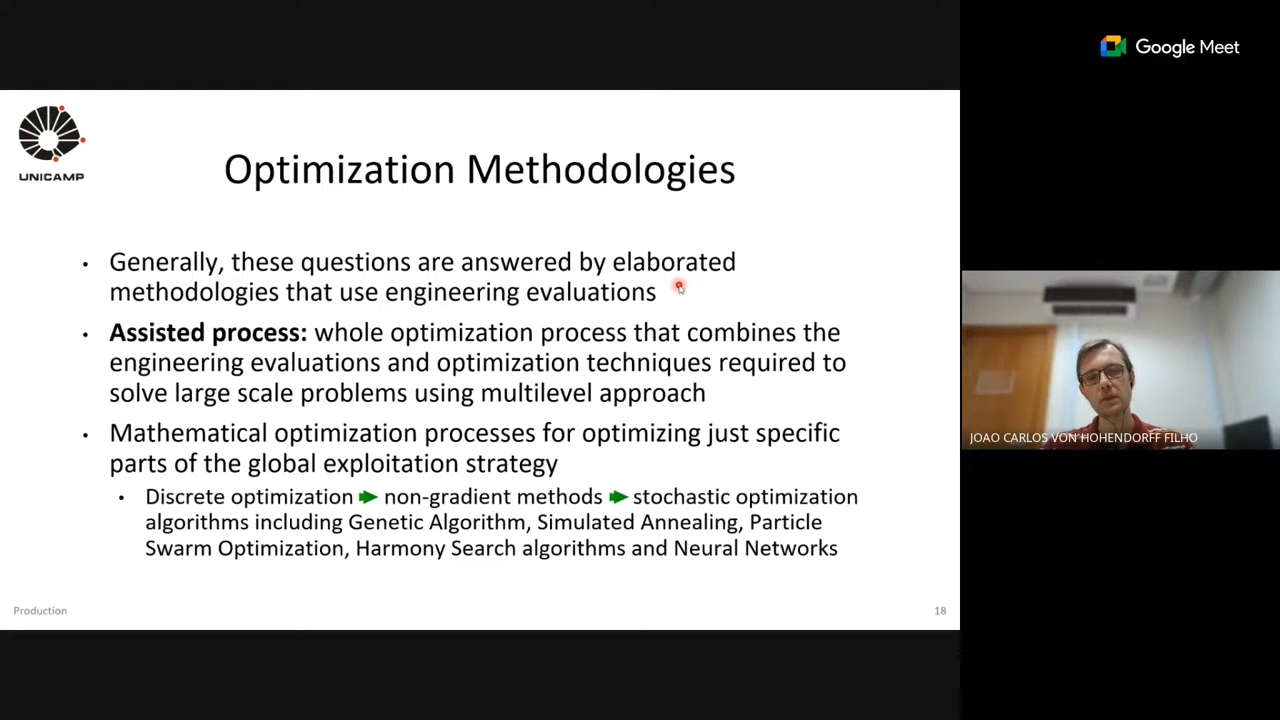 Google Meet
UNICAMP
Optimization Methodologies
• Generally, these questions are answered by elaborated
methodologies that use engineering evaluations
• Assisted process: whole optimization process that combines the
engineering evaluations and optimization techniques required to
solve large scale problems using multilevel approach
• Mathematical optimization processes for optimizing just specific
parts of the global exploitation strategy
• Discrete optimization non-gradient methods stochastic optimization
algorithms including Genetic Algorithm, Simulated Annealing, Particle
Swarm Optimization, Harmony Search algorithms and Neural Networks
JOAO CARLOS VON HOHENDORFF FILHO
Production
18